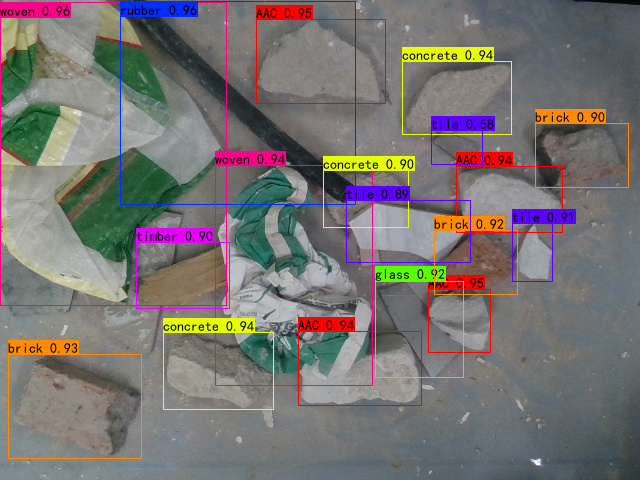 woven 0.96
rubber 0.96
AAC 0.95
concrete 0.94
tile 0.58
brick 0.90
woven 0.94
concrete 0.90
AAC 0.94
tile 0.89
tile 0.91
brick 0.92
timber 0.90
glass 0.92
AAC 0.95
concrete 0.94
AAC 0.94
brick 0.93